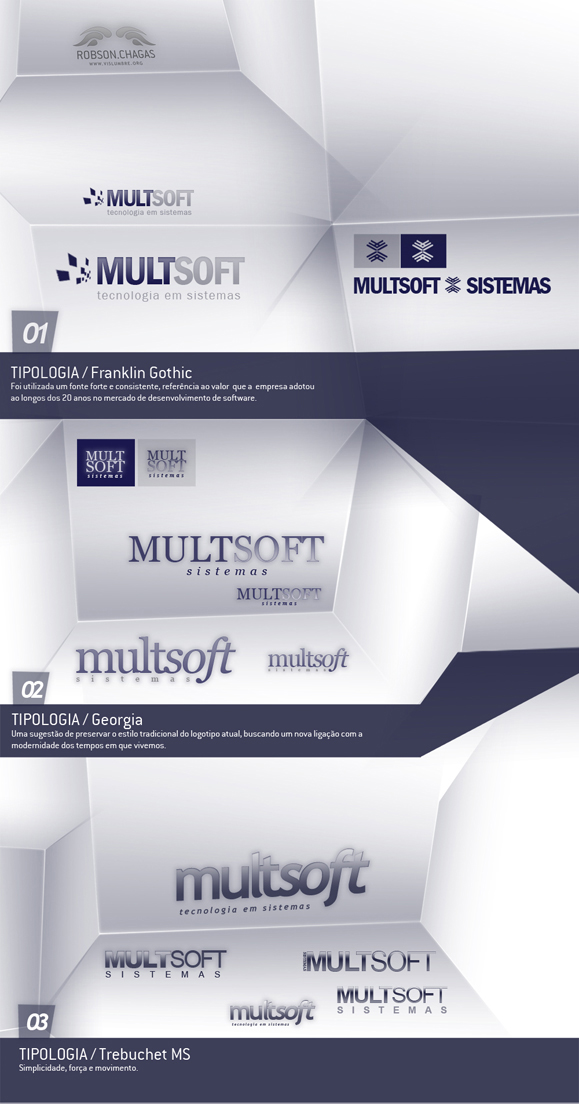 ROBSON.CHAGAS
WWW.VISIONERE.ORG
MULTSOFT
tecnologia em sistemas
MULTSOFT
tecnologia em sistemas
MULTSOFT SISTEMAS
01
TIPOLOGIA / Franklin Gothic
Foi utilizada um fonte forte e consistente, referência ao valor que a empresa adotou
ao longos dos 20 anos no mercado de desenvolvimento de software.
MULT
SOFT
sistemas
MULT
SOFT
sistemas
MULTSOFT
sistemas
MULTSOFT
sistemas
multsoft
sistemas
multsoft
sistemas
02
TIPOLOGIA / Georgia
Uma sugestão de preservar o estilo tradicional do logotipo atual, buscando um nova ligação com a
modernidade dos tempos em que vivemos.
multsoft
tecnologia em sistemas
MULTSOFT
SISTEMAS
MULTSOFT
multsoft
tecnologia em sistemas
MULTSOFT
SISTEMAS
03
TIPOLOGIA / Trebuchet MS
Simplicidade, força e movimento.